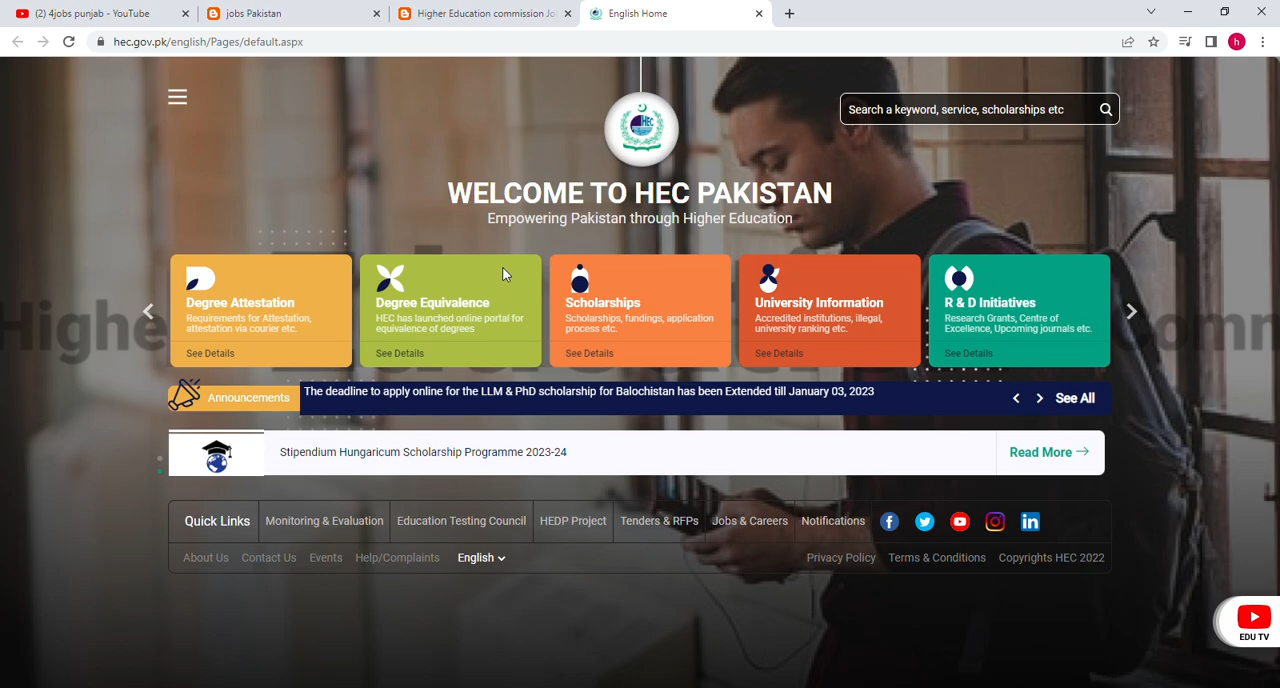 (2) 4jobs punjab - YouTube
jobs Pakistan
Higher Education commission Jo
English Home
hec.gov.pk/english/Pages/default.aspx
h
Search a keyword, service, scholarships etc
HEC
WELCOME TO HEC PAKISTAN
Empowering Pakistan through Higher Education
Degree Attestation
Requirements for Attestation,
attestation via courier etc.
See Details
Degree Equivalence
HEC has launched online portal for
equivalence of degrees
See Details
Scholarships
Scholarships, fundings, application
process etc.
See Details
University Information
Accredited institutions, illegal,
university ranking etc.
See Details
R & D Initiatives
Research Grants, Centre of
Excellence, Upcoming journals etc.
See Details
Announcements
The deadline to apply online for the LLM & PhD scholarship for Balochistan has been Extended till January 03, 2023
See All
Stipendium Hungaricum Scholarship Programme 2023-24
Read More
Quick Links
Monitoring & Evaluation
Education Testing Council
HEDP Project
Tenders & RFPs
Jobs & Careers
Notifications
About Us
Contact Us
Events
Help/Complaints
English
Privacy Policy
Terms & Conditions
Copyrights HEC 2022
EDU TV